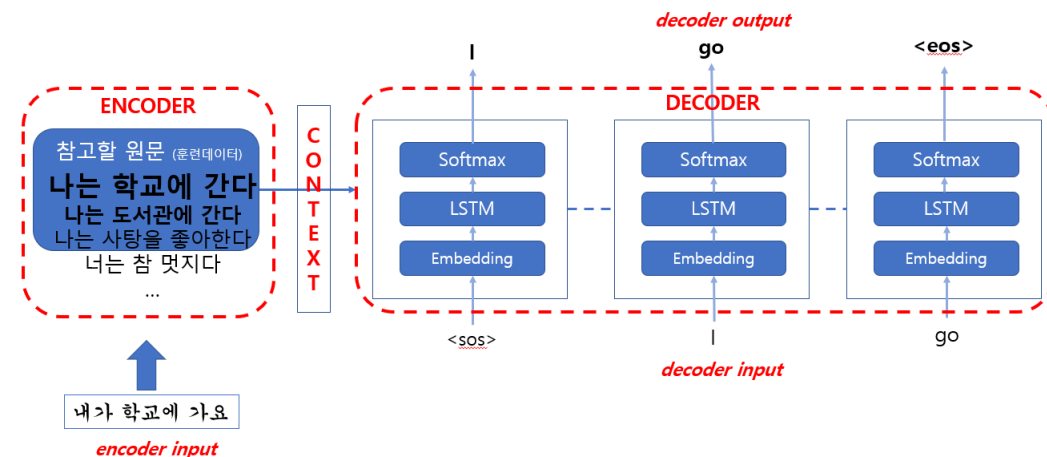 decoder output
I
go
<eos>
ENCODER
참고할 원문 (훈련데이터)
나는 학교에 간다
나는 도서관에 간다
나는 사탕을 좋아한다
너는 참 멋지다
...
CONTEXT
DECODER
Softmax
LSTM
Embedding
Softmax
LSTM
Embedding
Softmax
LSTM
Embedding
<sos>
I
go
decoder input
내가 학교에 가요
encoder input